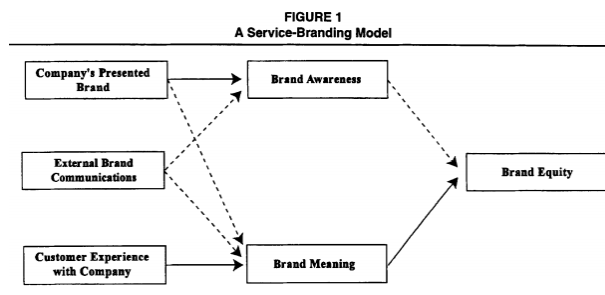 FIGURE 1
A Service-Branding Model
Company's Presented
Brand
Brand Awareness
External Brand
Communications
Brand Equity
Customer Experience
with Company
Brand Meaning